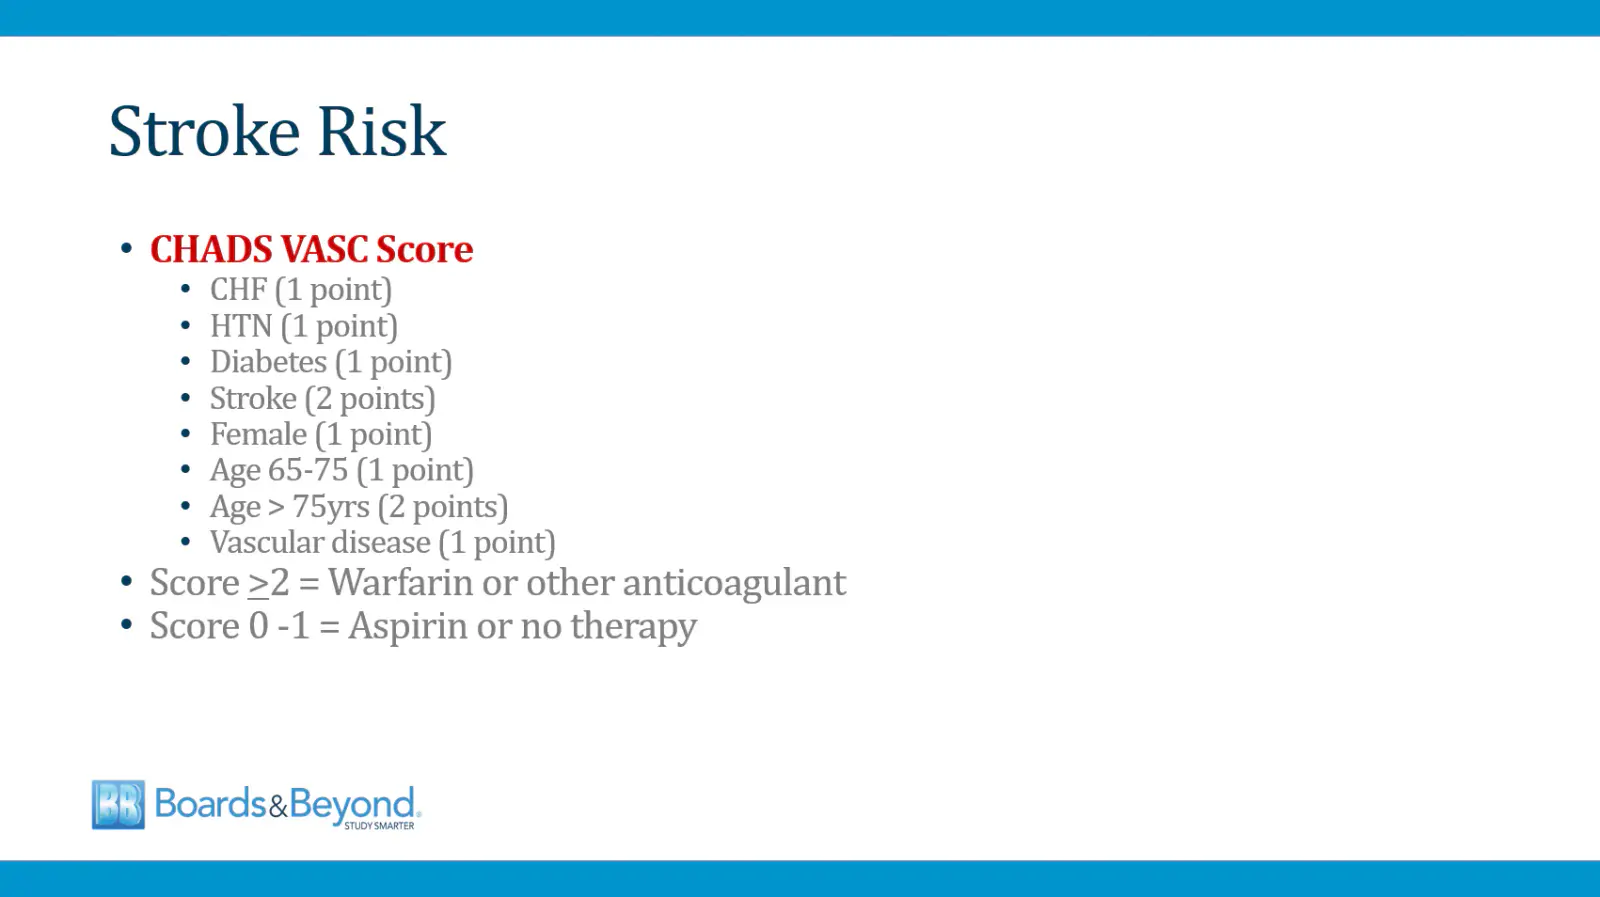 Stroke Risk
• CHADS VASC Score
• CHF (1 point)
• HTN (1 point)
• Diabetes (1 point)
• Stroke (2 points)
• Female (1 point)
• Age 65-75 (1 point)
• Age > 75yrs (2 points)
• Vascular disease (1 point)
• Score ≥2 = Warfarin or other anticoagulant
• Score 0 -1 = Aspirin or no therapy
BB Boards&Beyond®
STUDY SMARTER